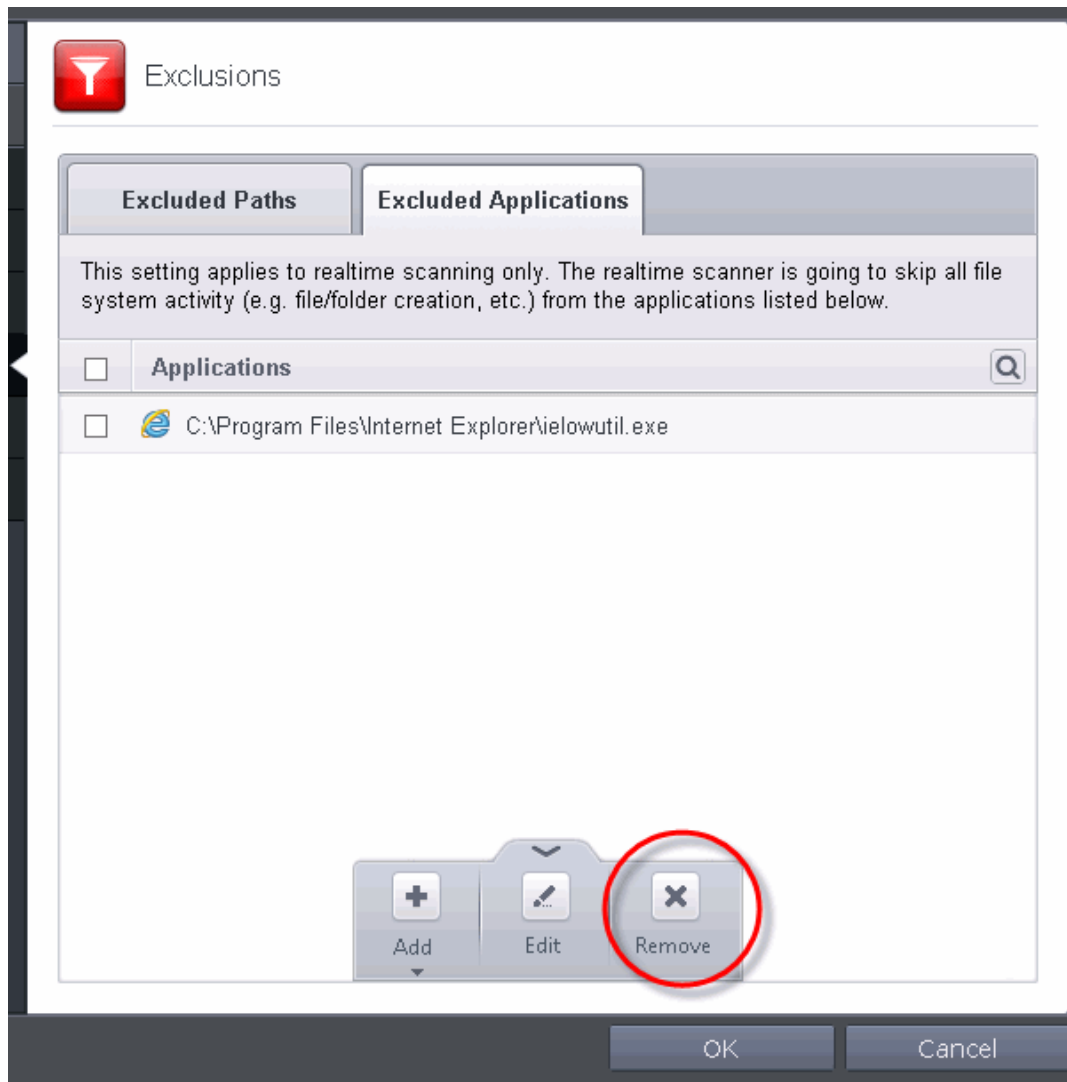 Exclusions
Excluded Paths
Excluded Applications
This setting applies to realtime scanning only. The realtime scanner is going to skip all file
system activity (e.g. file/folder creation, etc.) from the applications listed below.
Applications
C:\Program Files\Internet Explorer\ielowutil.exe
Add
Edit
Remove
OK
Cancel